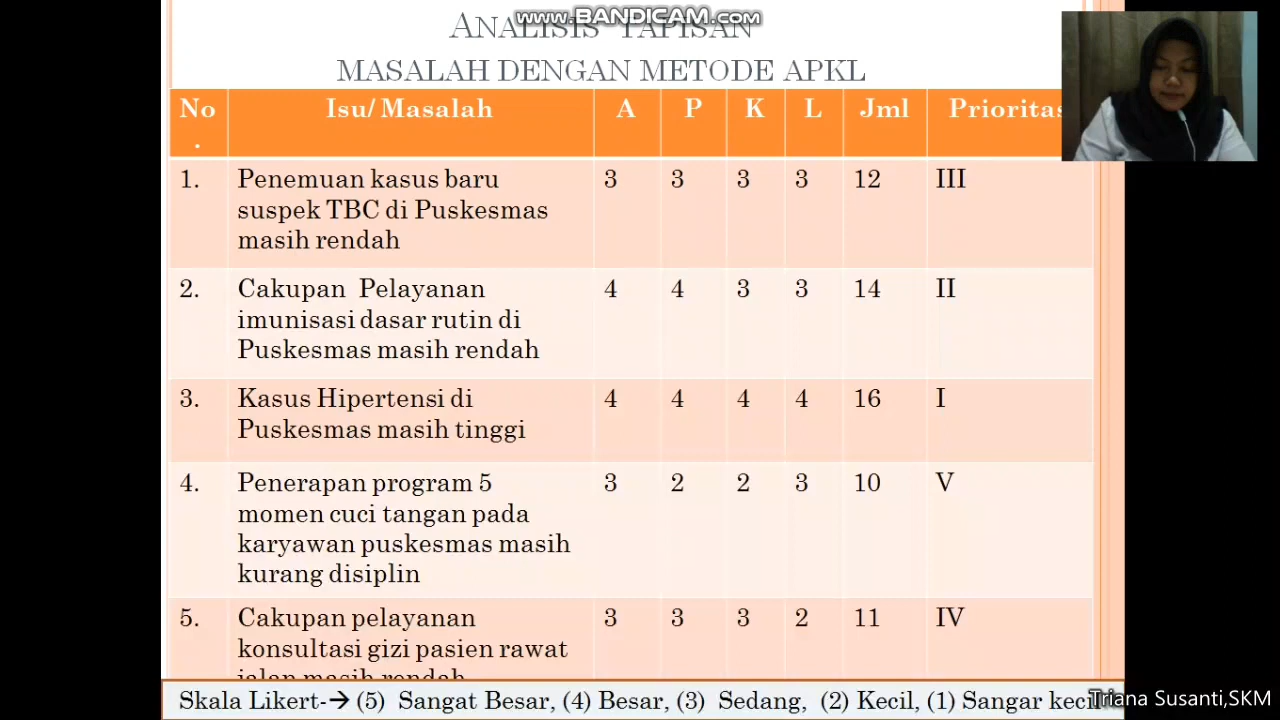 www.BANDICAM.com
ANALISIS TAPISAN
MASALAH DENGAN METODE APKL
No Isu/ Masalah A P K L Jml Prioritas
.
1. Penemuan kasus baru 3 3 3 3 12 III
suspek TBC di Puskesmas
masih rendah
2. Cakupan Pelayanan 4 4 3 3 14 II
imunisasi dasar rutin di
Puskesmas masih rendah
3. Kasus Hipertensi di 4 4 4 4 16 I
Puskesmas masih tinggi
4. Penerapan program 5 3 2 2 3 10 V
momen cuci tangan pada
karyawan puskesmas masih
kurang disiplin
5. Cakupan pelayanan 3 3 3 2 11 IV
konsultasi gizi pasien rawat
jalan masih rendah
Skala Likert-→ (5) Sangat Besar, (4) Besar, (3) Sedang, (2) Kecil, (1) Sangar kecil
Triana Susanti,SKM